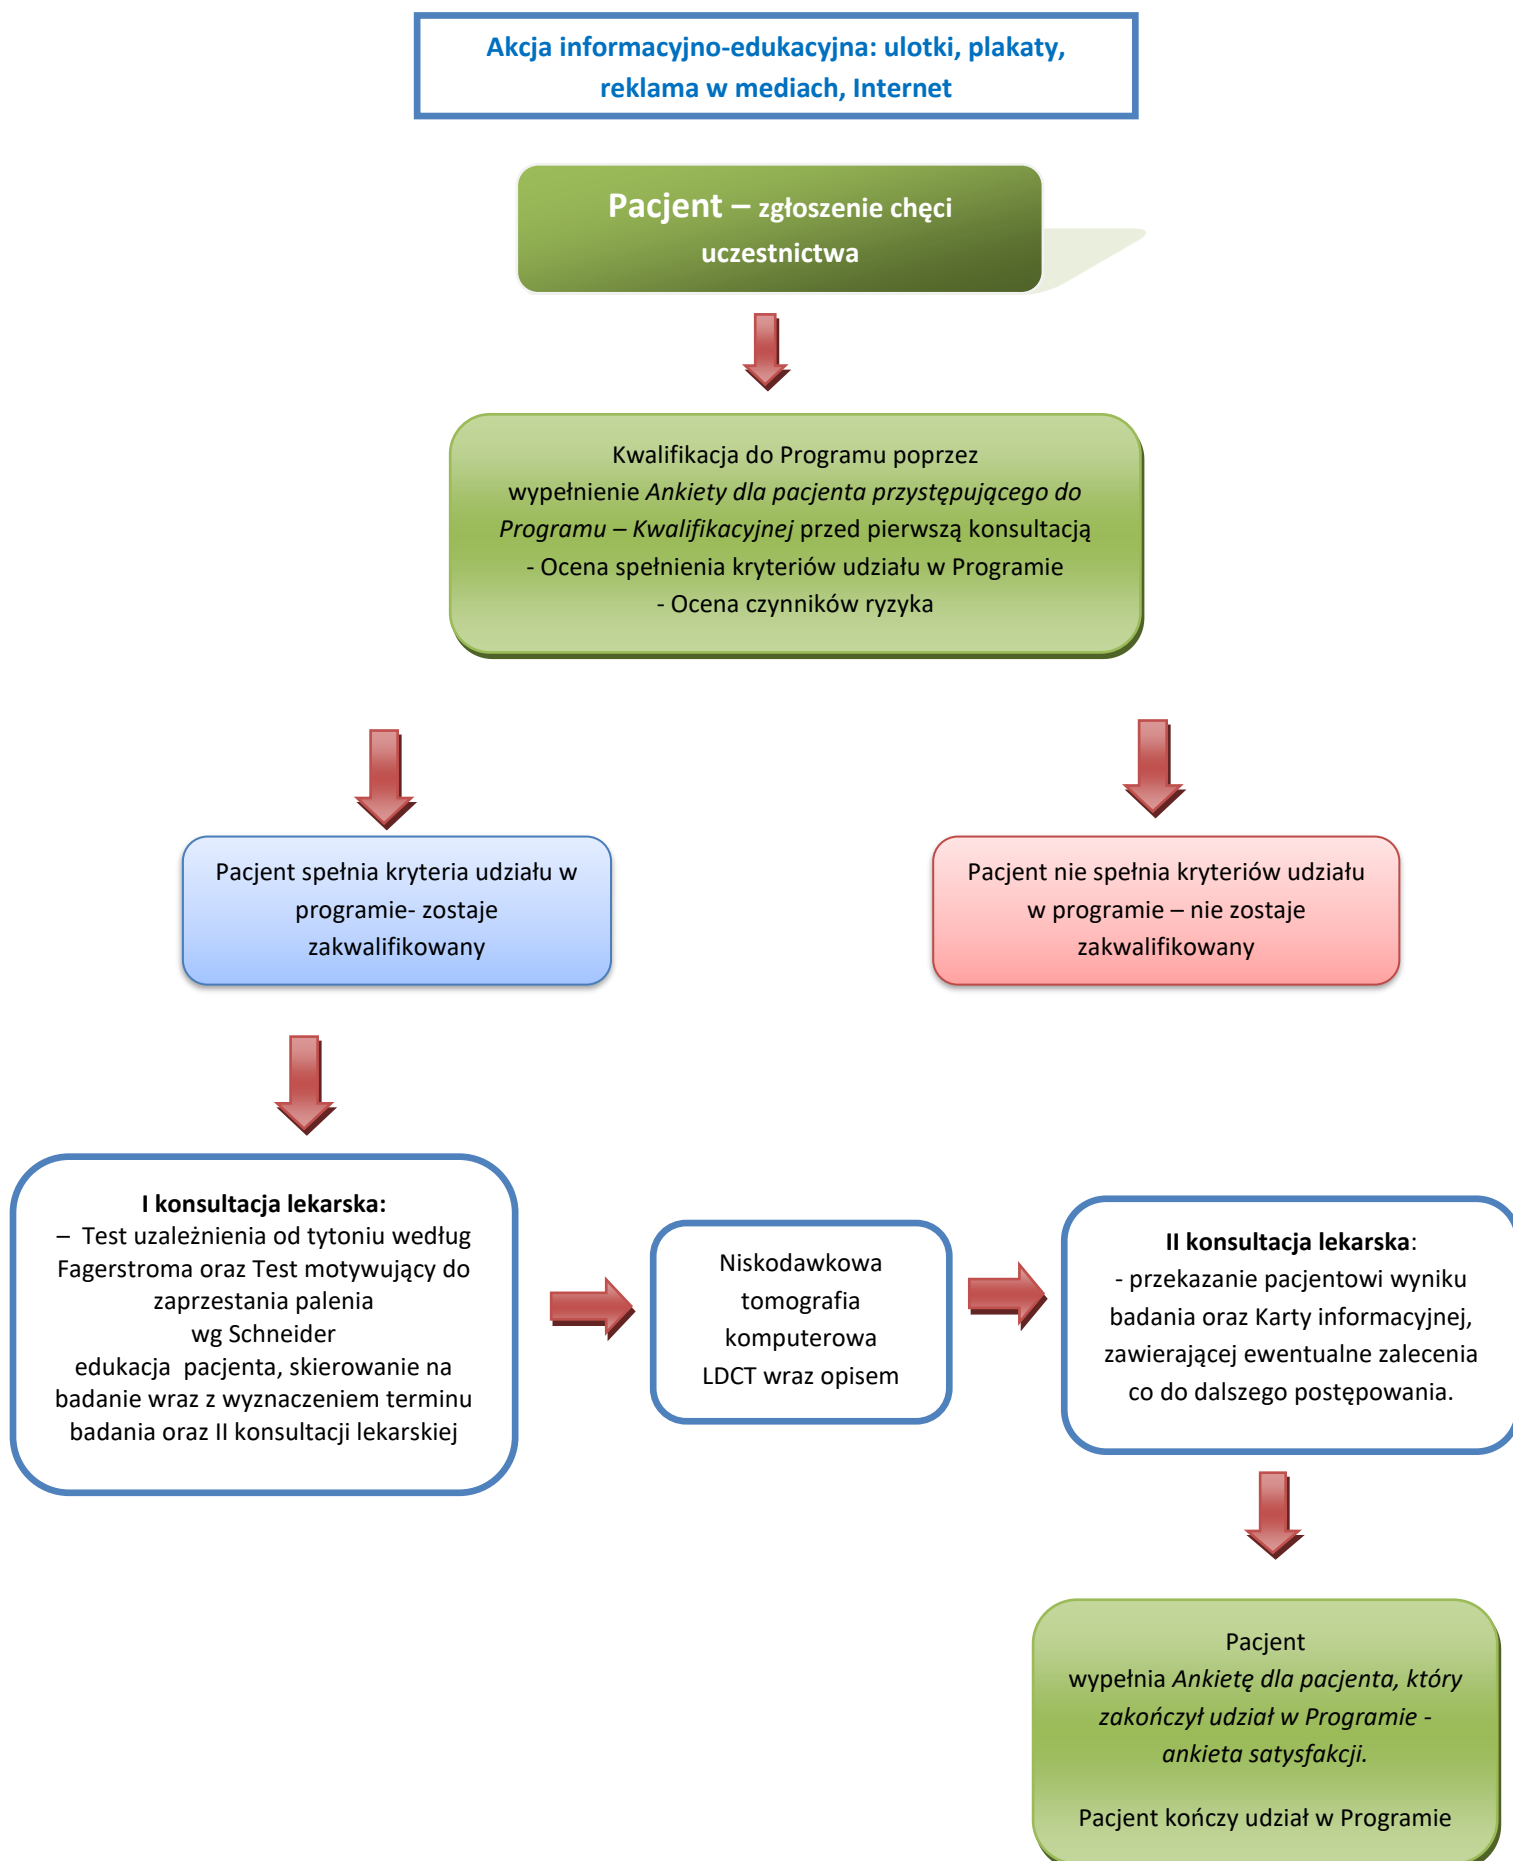 Akcja informacyjno-edukacyjna: ulotki, plakaty,
reklama w mediach, Internet
Pacjent – zgłoszenie chęci
uczestnictwa
Kwalifikacja do Programu poprzez
wypełnienie Ankiety dla pacjenta przystępującego do
Programu – Kwalifikacyjnej przed pierwszą konsultacją
- Ocena spełnienia kryteriów udziału w Programie
- Ocena czynników ryzyka
Pacjent spełnia kryteria udziału w
programie- zostaje
zakwalifikowany
Pacjent nie spełnia kryteriów udziału
w programie – nie zostaje
zakwalifikowany
I konsultacja lekarska:
– Test uzależnienia od tytoniu według
Fagerstroma oraz Test motywujący do
zaprzestania palenia
wg Schneider
edukacja pacjenta, skierowanie na
badanie wraz z wyznaczeniem terminu
badania oraz II konsultacji lekarskiej
Niskodawkowa
tomografia
komputerowa
LDCT wraz opisem
II konsultacja lekarska:
- przekazanie pacjentowi wyniku
badania oraz Karty informacyjnej,
zawierającej ewentualne zalecenia
co do dalszego postępowania.
Pacjent
wypełnia Ankietę dla pacjenta, który
zakończył udział w Programie -
ankieta satysfakcji.
Pacjent kończy udział w Programie